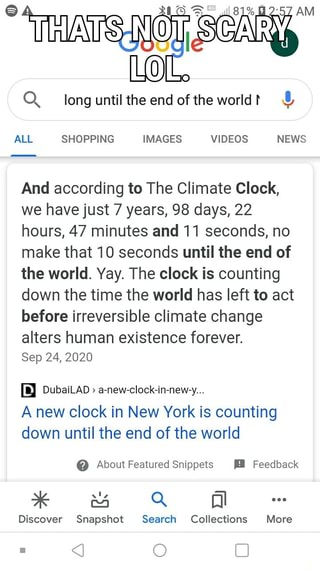 81% 2:57 AM
THATS NOT SCARY
Google
d
LOL.
long until the end of the world
ALL SHOPPING IMAGES VIDEOS NEWS
And according to The Climate Clock,
we have just 7 years, 98 days, 22
hours, 47 minutes and 11 seconds, no
make that 10 seconds until the end of
the world. Yay. The clock is counting
down the time the world has left to act
before irreversible climate change
alters human existence forever.
Sep 24, 2020
D DubaiLAD › a-new-clock-in-new-y...
A new clock in New York is counting
down until the end of the world
About Featured Snippets Feedback
Discover Snapshot Search Collections More